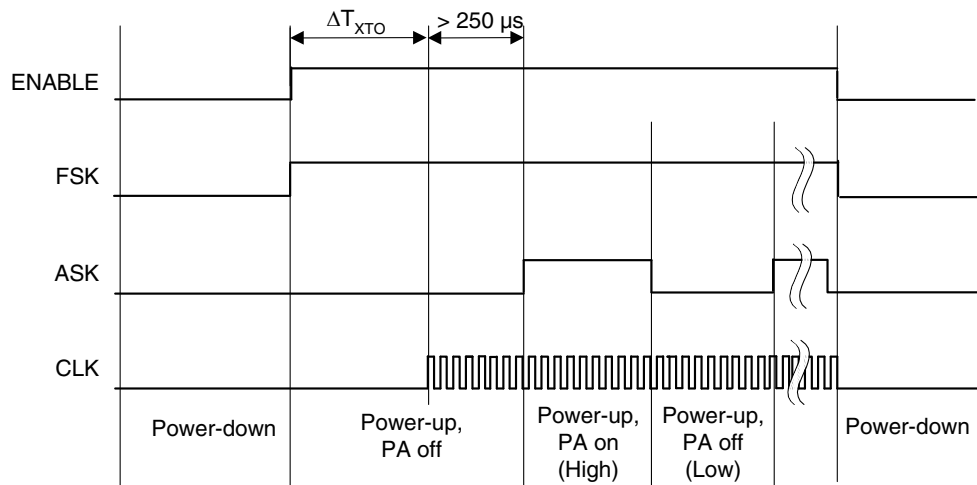 ΔT_XTO
> 250 µs
ENABLE
FSK
ASK
CLK
Power-down
Power-up,
PA off
Power-up,
PA on
(High)
Power-up,
PA off
(Low)
Power-down